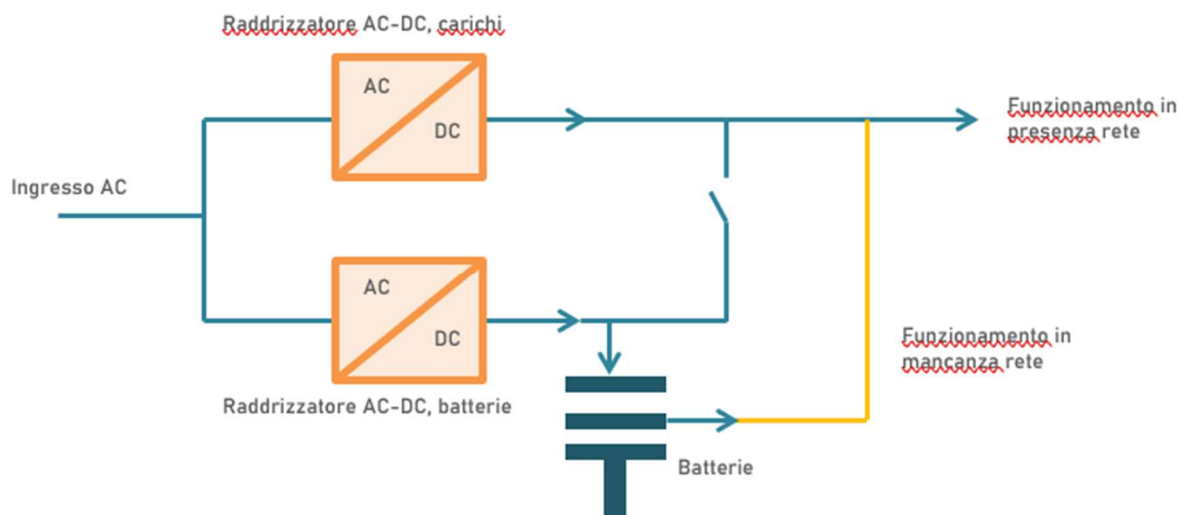 Raddrizzatore AC-DC, carichi
AC
DC
Funzionamento in
presenza rete
Ingresso AC
AC
DC
Funzionamento in
mancanza rete
Raddrizzatore AC-DC, batterie
Batterie